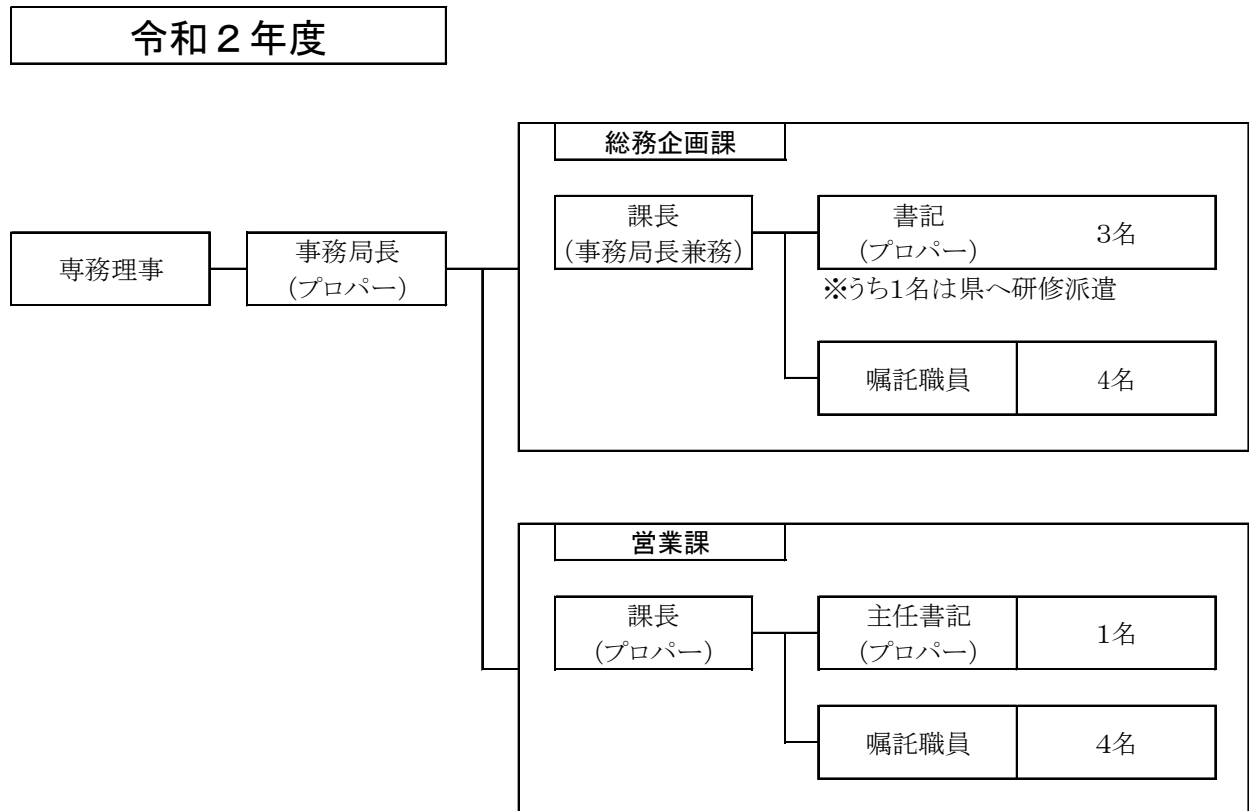 令和２年度
総務企画課
課長
(事務局長兼務)
書記
(プロパー)
3名
※うち1名は県へ研修派遣
専務理事
事務局長
(プロパー)
嘱託職員
4名
営業課
課長
(プロパー)
主任書記
(プロパー)
1名
嘱託職員
4名